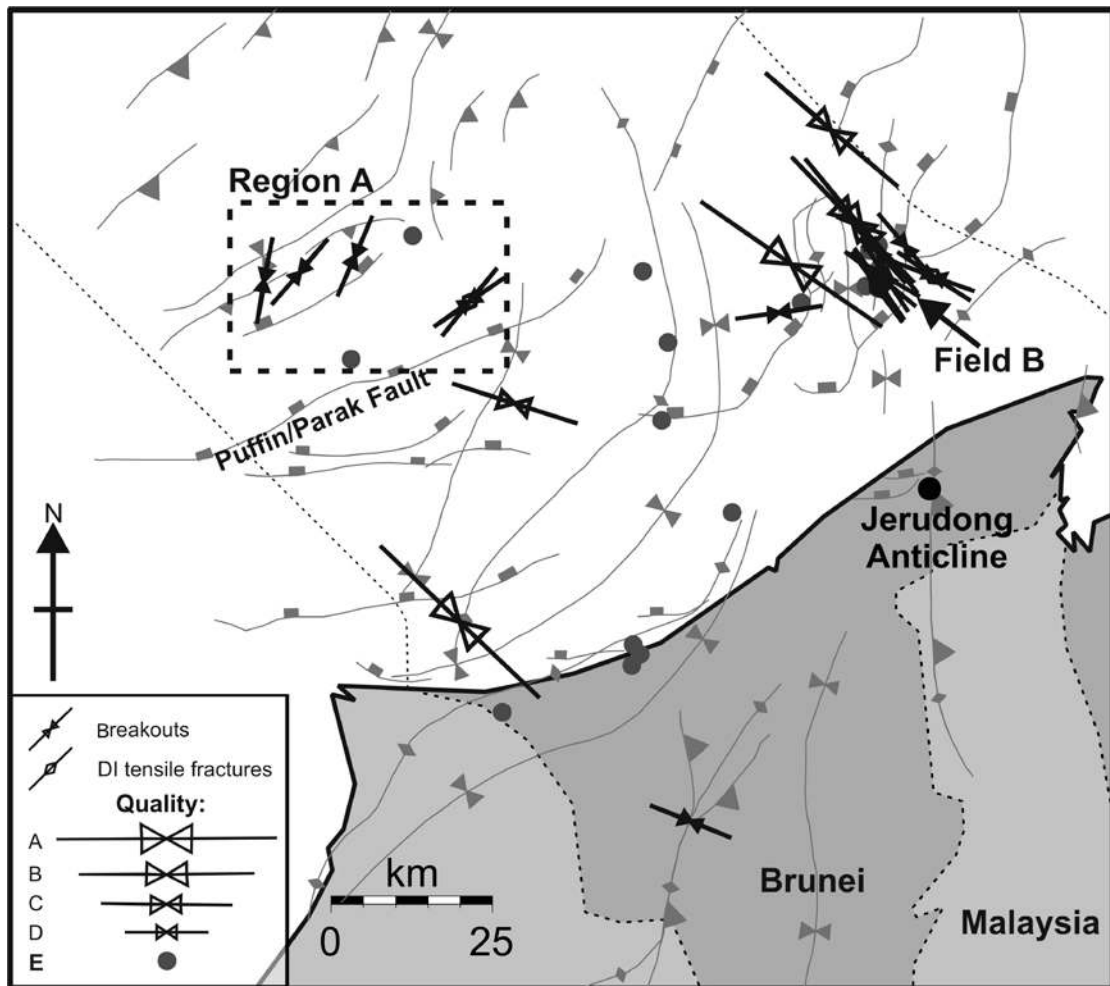 Region A
Field B
Puffin/Parak Fault
N
Jerudong
Anticline
Breakouts
DI tensile fractures
Quality:
A
B
C
D
E
km
0 25
Brunei
Malaysia